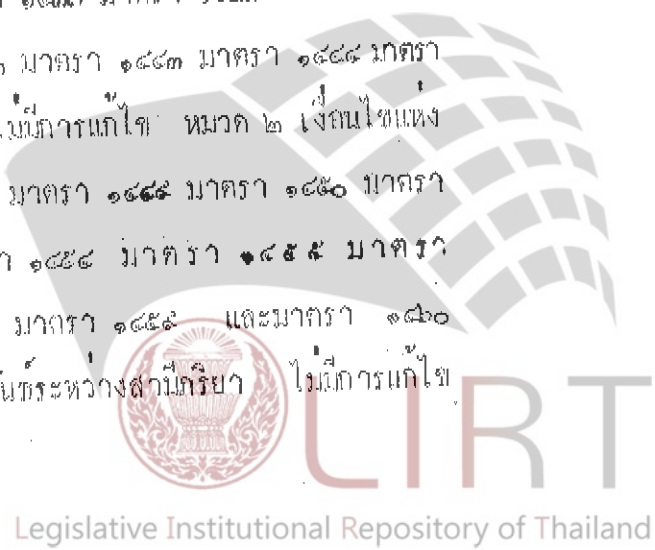 มาตรา ๑๔๔๓ มาตรา ๑๔๔๔ มาตรา
ไม่มีการแก้ไข หมวด ๒ เงื่อนไขแห่ง
มาตรา ๑๔๔๙ มาตรา ๑๔๕๐ มาตรา
๑๔๕๔ มาตรา ๑๔๕๕ มาตรา
มาตรา ๑๔๕๙ และมาตรา ๑๔๖๐
ระหว่างสามีภริยา ไม่มีการแก้ไข
LIRT
Legislative Institutional Repository of Thailand